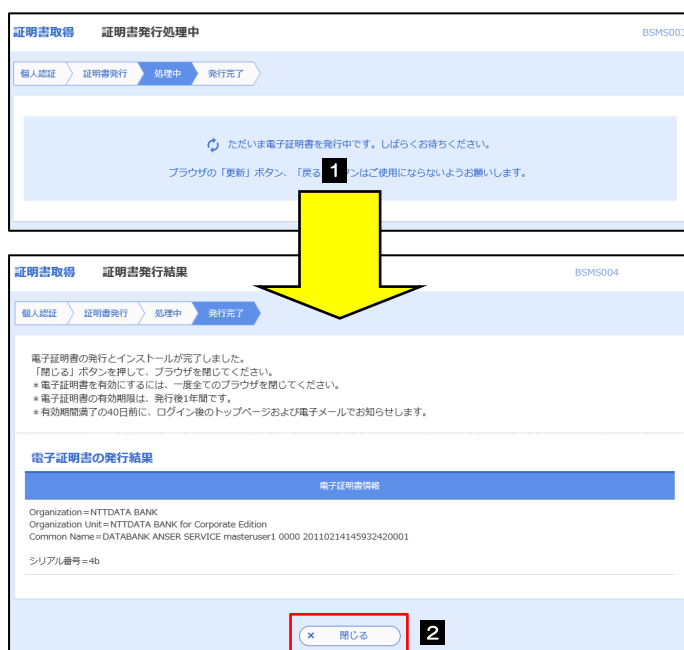 証明書取得 証明書発行処理中 BSMS003
個人認証 証明書発行 処理中 発行完了
ただいま電子証明書を発行中です。しばらくお待ちください。
ブラウザの「更新」ボタン、「戻る ンはご使用にならないようお願いします。
1
証明書取得 証明書発行結果 BSMS004
個人認証 証明書発行 処理中 発行完了
電子証明書の発行とインストールが完了しました。
「閉じる」ボタンを押して、ブラウザを閉じてください。
＊電子証明書を有効にするには、一度全てのブラウザを閉じてください。
＊電子証明書の有効期限は、発行後1年間です。
＊有効期間満了の40日前に、ログイン後のトップページおよび電子メールでお知らせします。
電子証明書の発行結果
電子証明書情報
Organization=NTTDATA BANK
Organization Unit=NTTDATA BANK for Corporate Edition
Common Name=DATABANK ANSER SERVICE masteruser1 0000 20110214145932420001
シリアル番号=4b
× 閉じる 2